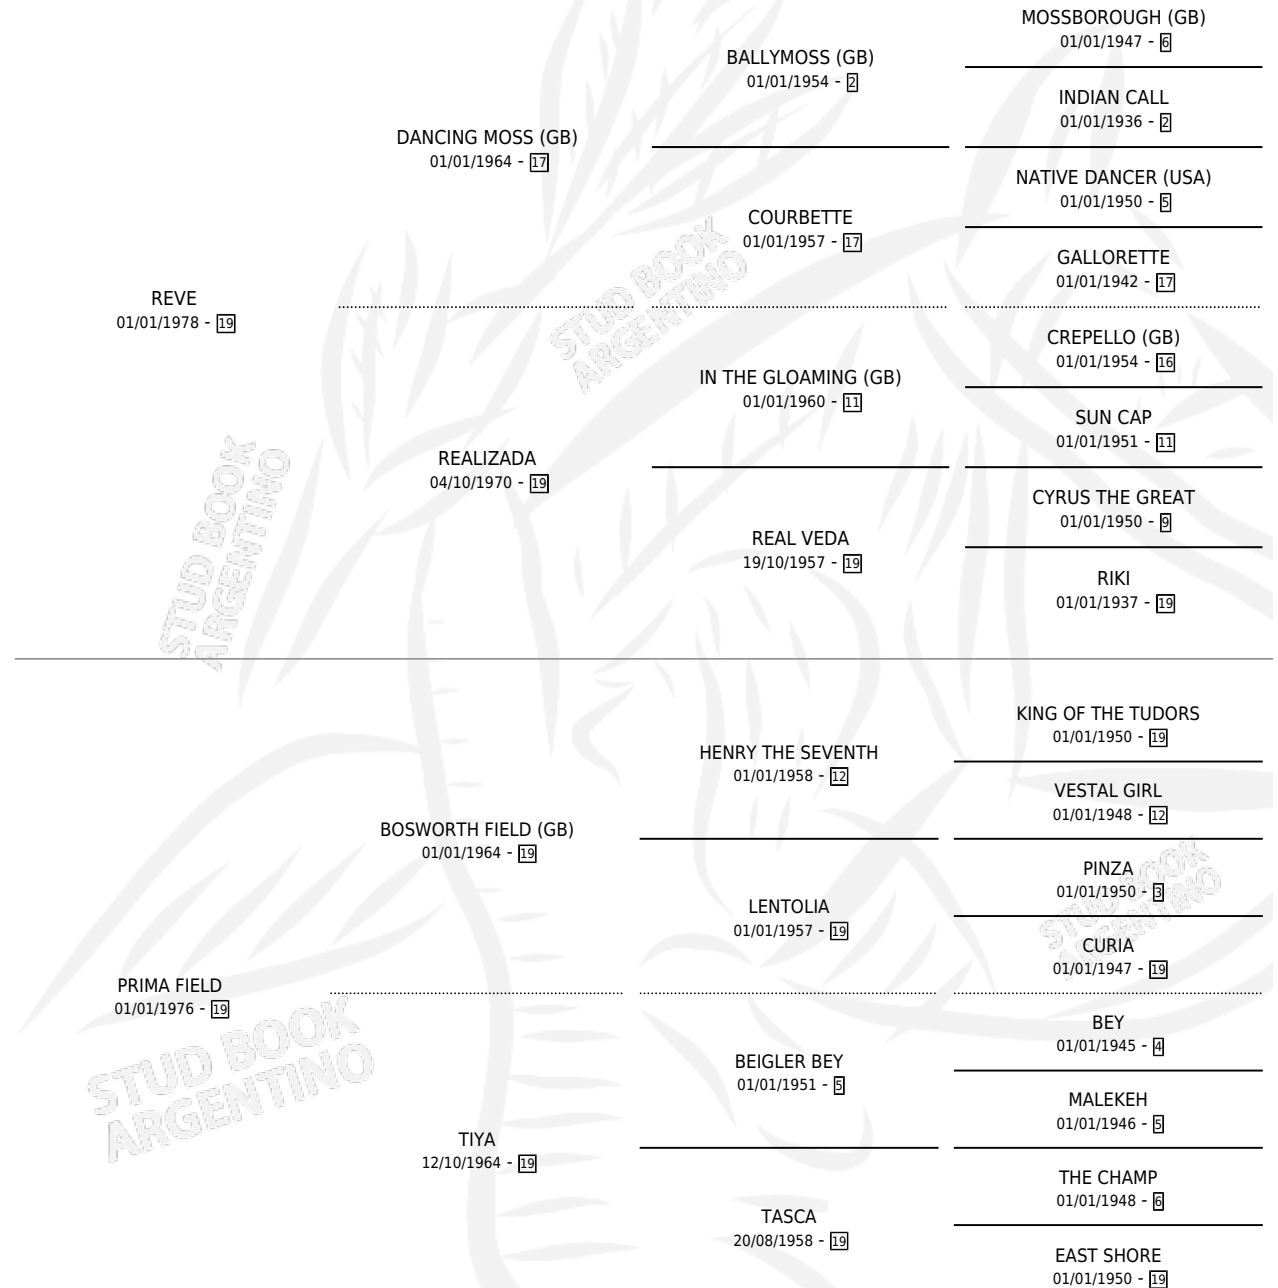 MOSSBOROUGH (GB)
01/01/1947 - 6
BALLYMOSS (GB)
01/01/1954 - 2
INDIAN CALL
01/01/1936 - 2
DANCING MOSS (GB)
01/01/1964 - 17
NATIVE DANCER (USA)
01/01/1950 - 5
COURBETTE
01/01/1957 - 17
GALLORETTE
01/01/1942 - 17
REVE
01/01/1978 - 19
STUD BOOK
ARGENTINO
CREPELLO (GB)
01/01/1954 - 16
IN THE GLOAMING (GB)
01/01/1960 - 11
SUN CAP
01/01/1951 - 11
REALIZADA
04/10/1970 - 19
CYRUS THE GREAT
01/01/1950 - 9
REAL VEDA
19/10/1957 - 19
RIKI
01/01/1937 - 19
STUD BOOK
ARGENTINO
KING OF THE TUDORS
01/01/1950 - 19
HENRY THE SEVENTH
01/01/1958 - 12
VESTAL GIRL
01/01/1948 - 12
BOSWORTH FIELD (GB)
01/01/1964 - 19
PINZA
01/01/1950 - 3
LENTOLIA
01/01/1957 - 19
STUD BOOK
ARGENTINO
CURIA
01/01/1947 - 19
PRIMA FIELD
01/01/1976 - 19
STUD BOOK
ARGENTINO
BEY
01/01/1945 - 4
BEIGLER BEY
01/01/1951 - 5
MALEKEH
01/01/1946 - 5
TIYA
12/10/1964 - 19
THE CHAMP
01/01/1948 - 6
TASCA
20/08/1958 - 19
EAST SHORE
01/01/1950 - 19